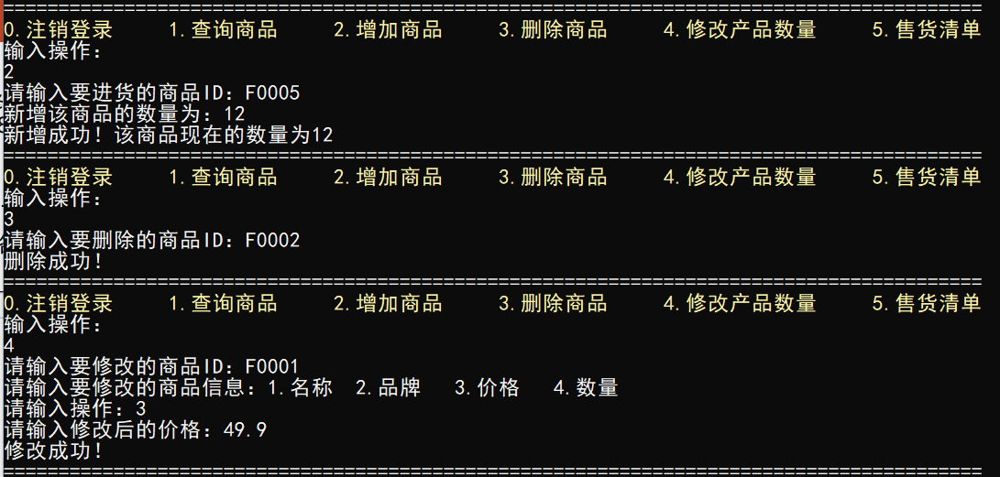 ==========================================================================================
0.注销登录     1.查询商品     2.增加商品     3.删除商品     4.修改产品数量     5.售货清单
输入操作:
2
请输入要进货的商品ID：F0005
新增该商品的数量为：12
新增成功！该商品现在的数量为12
==========================================================================================
0.注销登录     1.查询商品     2.增加商品     3.删除商品     4.修改产品数量     5.售货清单
输入操作:
3
请输入要删除的商品ID：F0002
删除成功！
==========================================================================================
0.注销登录     1.查询商品     2.增加商品     3.删除商品     4.修改产品数量     5.售货清单
输入操作:
4
请输入要修改的商品ID：F0001
请输入要修改的商品信息：1.名称  2.品牌   3.价格   4.数量
请输入操作：3
请输入修改后的价格：49.9
修改成功！
==========================================================================================